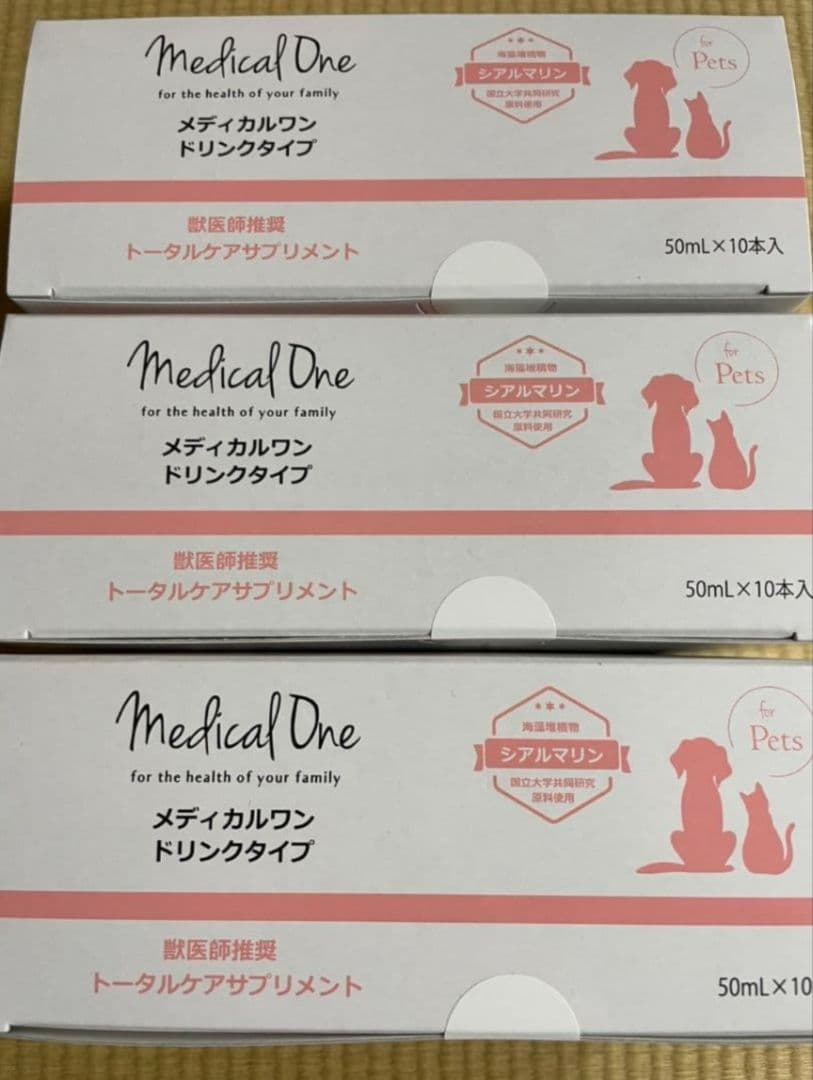 Medical One
for the health of your family
メディカルワン
ドリンクタイプ
海藻堆積物
シアルマリン
国立大学共同研究
原料使用
for
Pets
獣医師推奨
トータルケアサプリメント
50mL×10本入
Medical One
for the health of your family
メディカルワン
ドリンクタイプ
海藻堆積物
シアルマリン
国立大学共同研究
原料使用
for
Pets
獣医師推奨
トータルケアサプリメント
50mL×10本入
Medical One
for the health of your family
メディカルワン
ドリンクタイプ
海藻堆積物
シアルマリン
国立大学共同研究
原料使用
for
Pets
獣医師推奨
トータルケアサプリメント
50mL×10